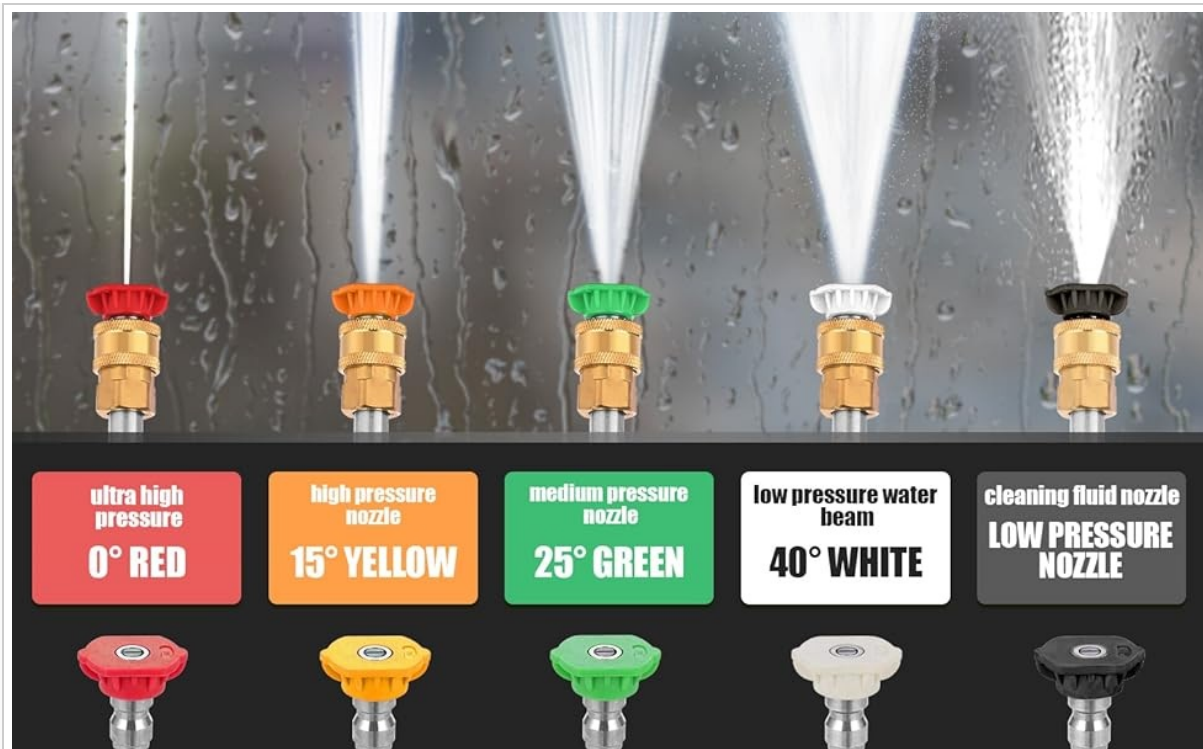 ultra high
pressure
0° RED
high pressure
nozzle
15° YELLOW
medium pressure
nozzle
25° GREEN
low pressure water
beam
40° WHITE
cleaning fluid nozzle
LOW PRESSURE
NOZZLE